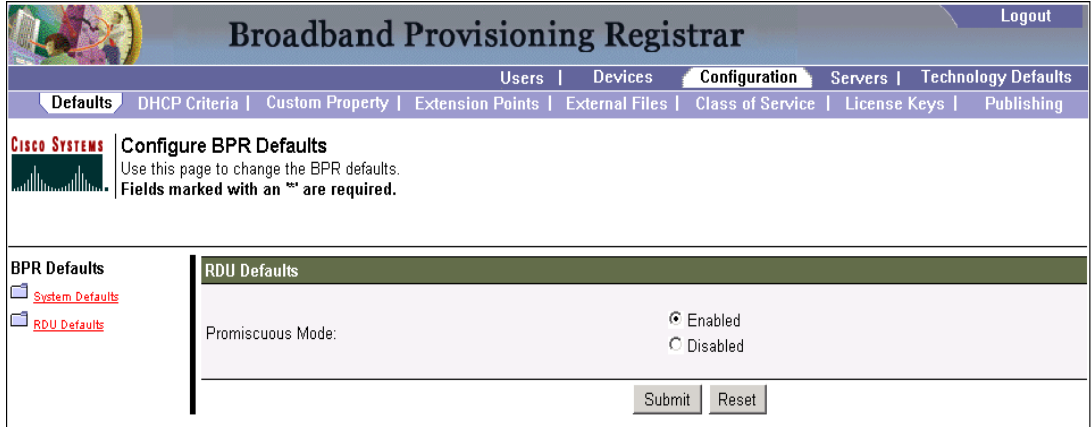 Logout
Broadband Provisioning Registrar
Users | Devices Configuration Servers | Technology Defaults
Defaults DHCP Criteria | Custom Property | Extension Points | External Files | Class of Service | License Keys | Publishing
CISCO SYSTEMS
Configure BPR Defaults
Use this page to change the BPR defaults.
Fields marked with an '*' are required.
BPR Defaults
System Defaults
RDU Defaults
RDU Defaults
Promiscuous Mode:
Enabled
Disabled
Submit Reset